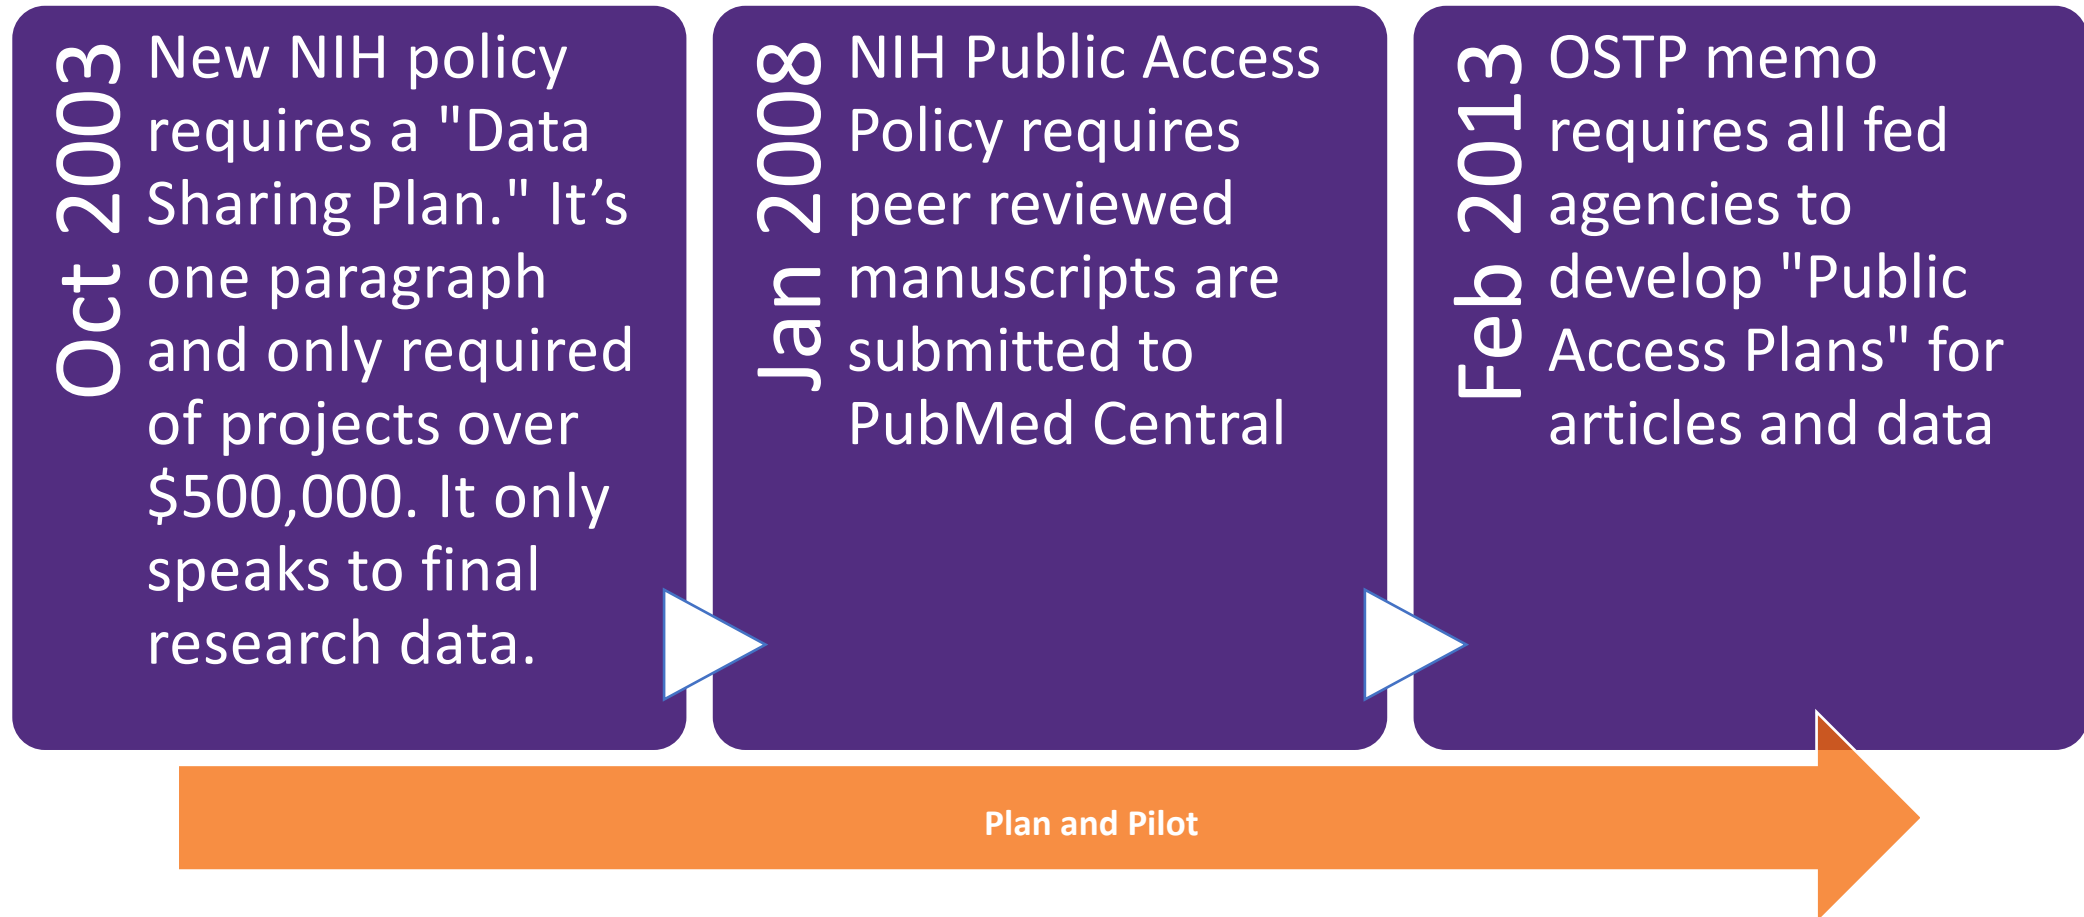 Oct 2003
New NIH policy
requires a "Data
Sharing Plan." It’s
one paragraph
and only required
of projects over
$500,000. It only
speaks to final
research data.
Jan 2008
NIH Public Access
Policy requires
peer reviewed
manuscripts are
submitted to
PubMed Central
Feb 2013
OSTP memo
requires all fed
agencies to
develop "Public
Access Plans" for
articles and data
Plan and Pilot